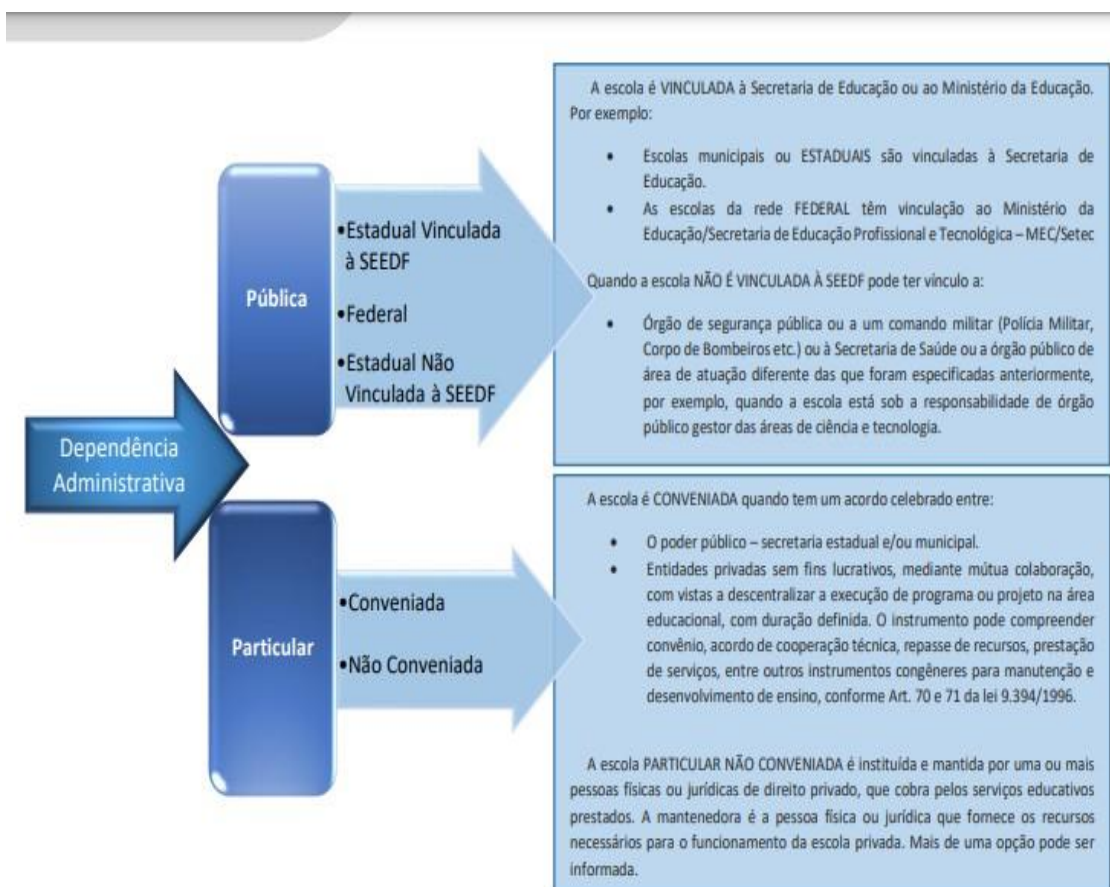 Dependência
Administrativa
Pública
•Estadual Vinculada
à SEEDF
•Federal
•Estadual Não
Vinculada à SEEDF
A escola é VINCULADA à Secretaria de Educação ou ao Ministério da Educação.
Por exemplo:
• Escolas municipais ou ESTADUAIS são vinculadas à Secretaria de
Educação.
• As escolas da rede FEDERAL têm vinculação ao Ministério da
Educação/Secretaria de Educação Profissional e Tecnológica – MEC/Setec
Quando a escola NÃO É VINCULADA À SEEDF pode ter vínculo a:
• Órgão de segurança pública ou a um comando militar (Polícia Militar,
Corpo de Bombeiros etc.) ou à Secretaria de Saúde ou a órgão público de
área de atuação diferente das que foram especificadas anteriormente,
por exemplo, quando a escola está sob a responsabilidade de órgão
público gestor das áreas de ciência e tecnologia.
Particular
•Conveniada
•Não Conveniada
A escola é CONVENIADA quando tem um acordo celebrado entre:
• O poder público – secretaria estadual e/ou municipal.
• Entidades privadas sem fins lucrativos, mediante mútua colaboração,
com vistas a descentralizar a execução de programa ou projeto na área
educacional, com duração definida. O instrumento pode compreender
convênio, acordo de cooperação técnica, repasse de recursos, prestação
de serviços, entre outros instrumentos congêneres para manutenção e
desenvolvimento de ensino, conforme Art. 70 e 71 da lei 9.394/1996.
A escola PARTICULAR NÃO CONVENIADA é instituída e mantida por uma ou mais
pessoas físicas ou jurídicas de direito privado, que cobra pelos serviços educativos
prestados. A mantenedora é a pessoa física ou jurídica que fornece os recursos
necessários para o funcionamento da escola privada. Mais de uma opção pode ser
informada.